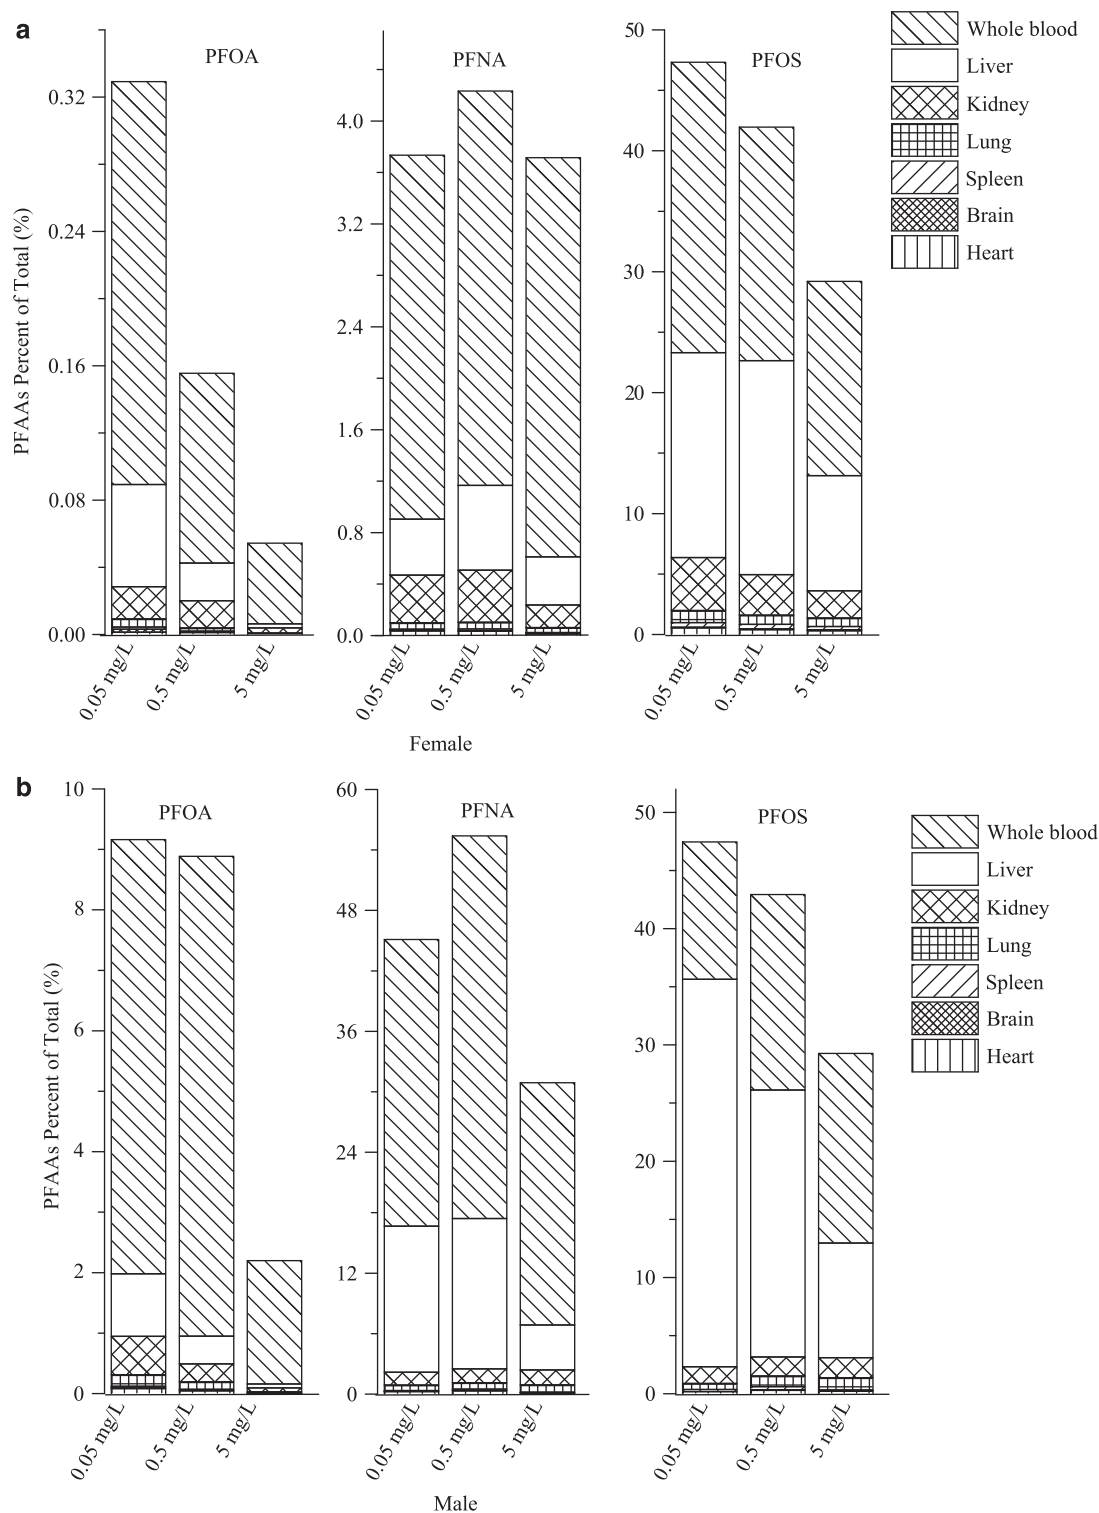 a
PFOA
PFNA
PFOS
PFAAs Percent of Total (%)
0.32
0.24
0.16
0.08
0.00
4.0
3.2
2.4
1.6
0.8
0.0
50
40
30
20
10
0
Whole blood
Liver
Kidney
Lung
Spleen
Brain
Heart
0.05 mg/L
0.5 mg/L
5 mg/L
0.05 mg/L
0.5 mg/L
5 mg/L
0.05 mg/L
0.5 mg/L
5 mg/L
Female
b
PFOA
PFNA
PFOS
PFAAs Percent of Total (%)
10
8
6
4
2
0
60
48
36
24
12
0
50
40
30
20
10
0
Whole blood
Liver
Kidney
Lung
Spleen
Brain
Heart
0.05 mg/L
0.5 mg/L
5 mg/L
0.05 mg/L
0.5 mg/L
5 mg/L
0.05 mg/L
0.5 mg/L
5 mg/L
Male